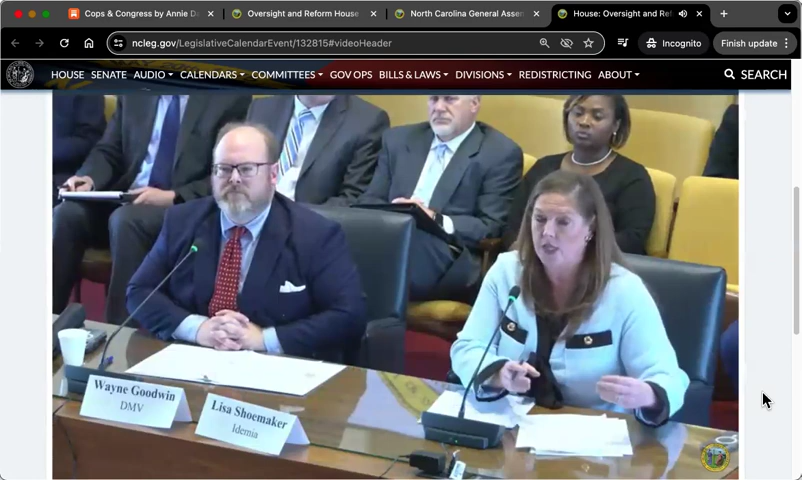 Cops & Congress by Annie D
Oversight and Reform House
North Carolina General Asse
House: Oversight and Re
ncleg.gov/LegislativeCalendarEvent/132815#videoHeader
Incognito
Finish update
HOUSE SENATE AUDIO CALENDARS COMMITTEES GOV OPS BILLS & LAWS DIVISIONS REDISTRICTING ABOUT SEARCH
Wayne Goodwin
DMV
Lisa Shoemaker
Idemia